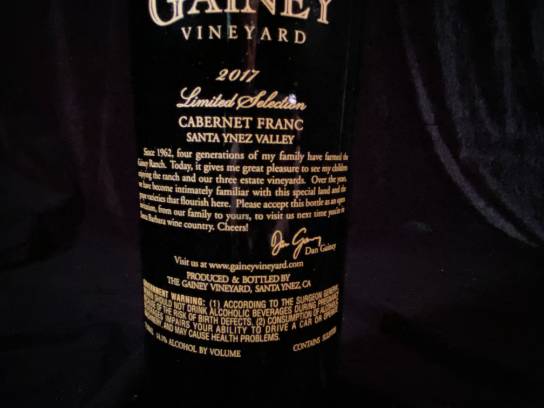 GAINEY
VINEYARD
2017
Limited Selection
CABERNET FRANC
SANTA YNEZ VALLEY
Since 1962, four generations of my family have farmed the
Gainey Ranch. Today, it gives me great pleasure to see my children
enjoying the ranch and our three estate vineyards. Over the years,
we have become intimately familiar with this special land and the
grape varieties that flourish here. Please accept this bottle as an open
invitation, from our family to yours, to visit us next time you're in
Santa Barbara wine country. Cheers!
Dan Gainey
Visit us at www.gaineyvineyard.com
PRODUCED & BOTTLED BY
THE GAINEY VINEYARD, SANTA YNEZ, CA
GOVERNMENT WARNING: (1) ACCORDING TO THE SURGEON GENERAL,
SHOULD NOT DRINK ALCOHOLIC BEVERAGES DURING PREGNANCY
OF THE RISK OF BIRTH DEFECTS. (2) CONSUMPTION OF ALCOHOLIC
BEVERAGES IMPAIRS YOUR ABILITY TO DRIVE A CAR OR OPERATE
AND MAY CAUSE HEALTH PROBLEMS.
ALCOHOL BY VOLUME
CONTAINS SULFITES